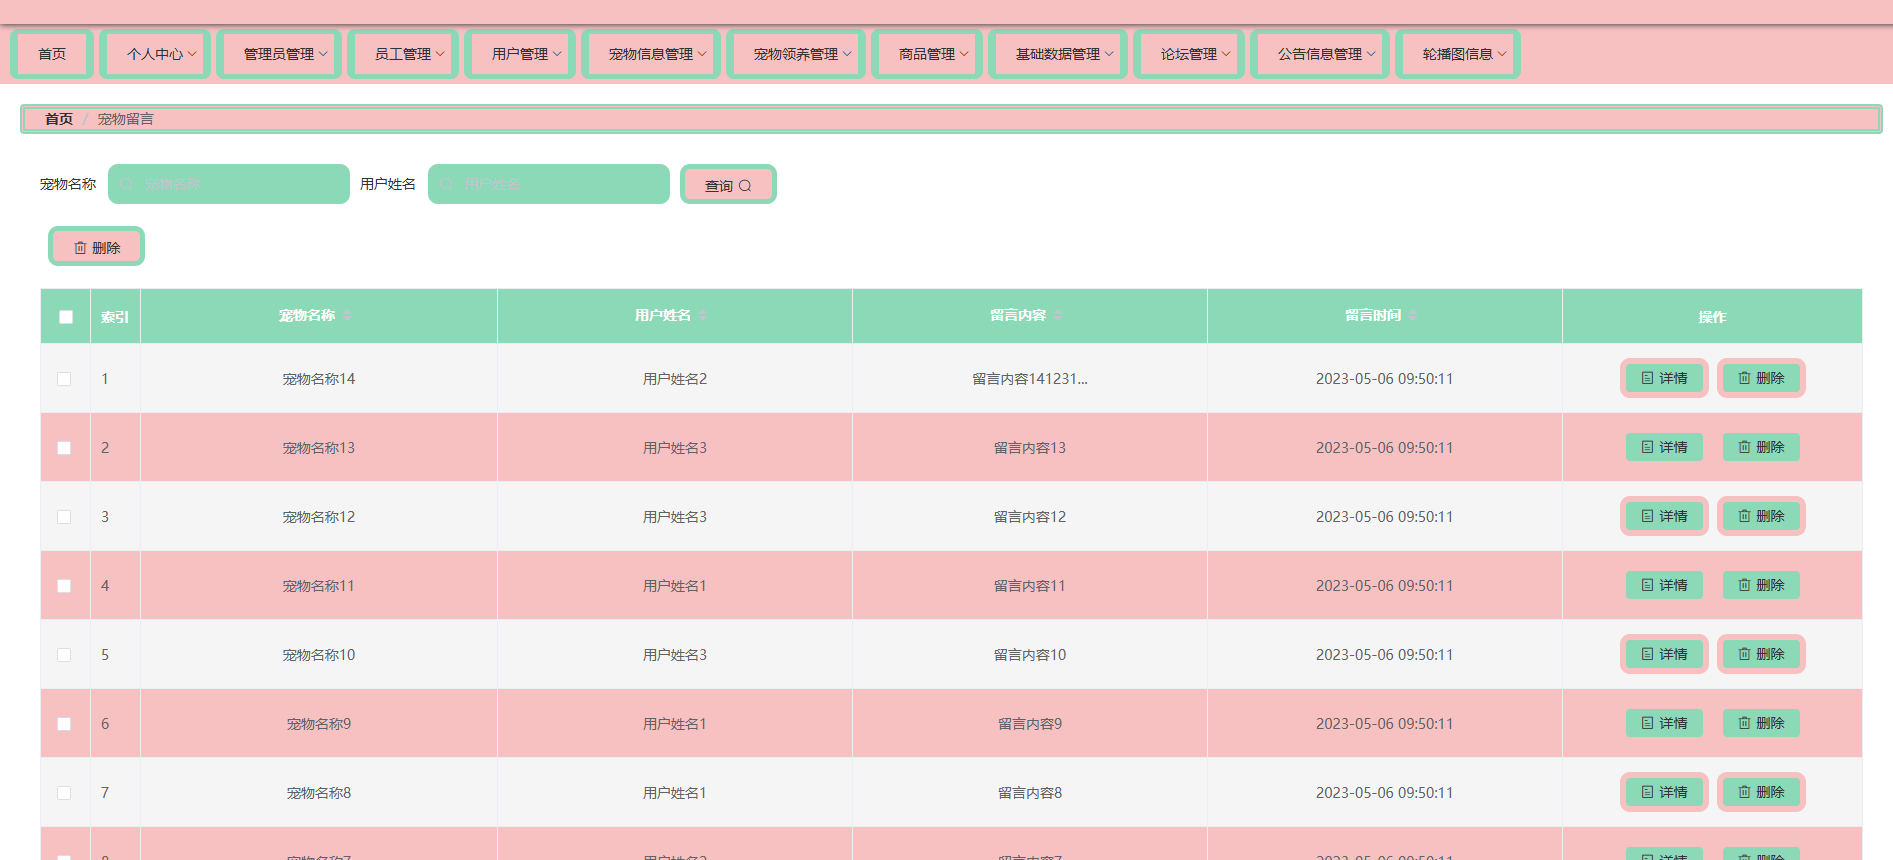 首页 个人中心 管理员管理 员工管理 用户管理 宠物信息管理 宠物领养管理 商品管理 基础数据管理 论坛管理 公告信息管理 轮播图信息
首页 / 宠物留言
宠物名称 宠物名称 用户姓名 用户姓名 查询
删除
索引 宠物名称 用户姓名 留言内容 留言时间 操作
1 宠物名称14 用户姓名2 留言内容141231... 2023-05-06 09:50:11 详情 删除
2 宠物名称13 用户姓名3 留言内容13 2023-05-06 09:50:11 详情 删除
3 宠物名称12 用户姓名3 留言内容12 2023-05-06 09:50:11 详情 删除
4 宠物名称11 用户姓名1 留言内容11 2023-05-06 09:50:11 详情 删除
5 宠物名称10 用户姓名3 留言内容10 2023-05-06 09:50:11 详情 删除
6 宠物名称9 用户姓名1 留言内容9 2023-05-06 09:50:11 详情 删除
7 宠物名称8 用户姓名1 留言内容8 2023-05-06 09:50:11 详情 删除